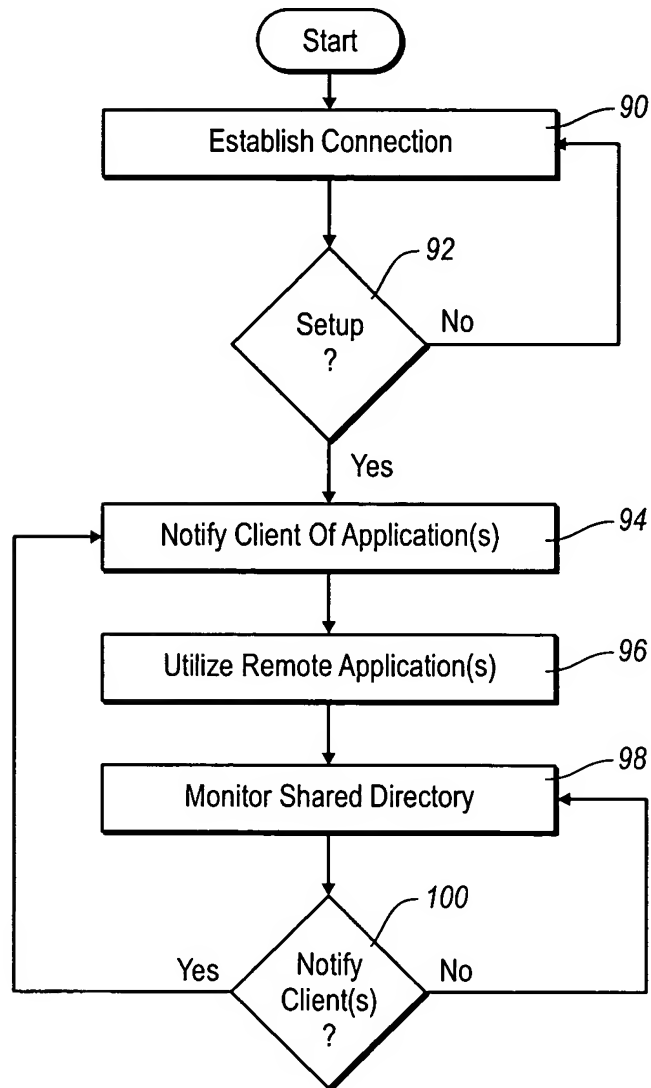 Start
90
Establish Connection
92
Setup
?
No
Yes
Notify Client Of Application(s)
94
Utilize Remote Application(s)
96
98
Monitor Shared Directory
100
Yes
Notify
Client(s)
?
No